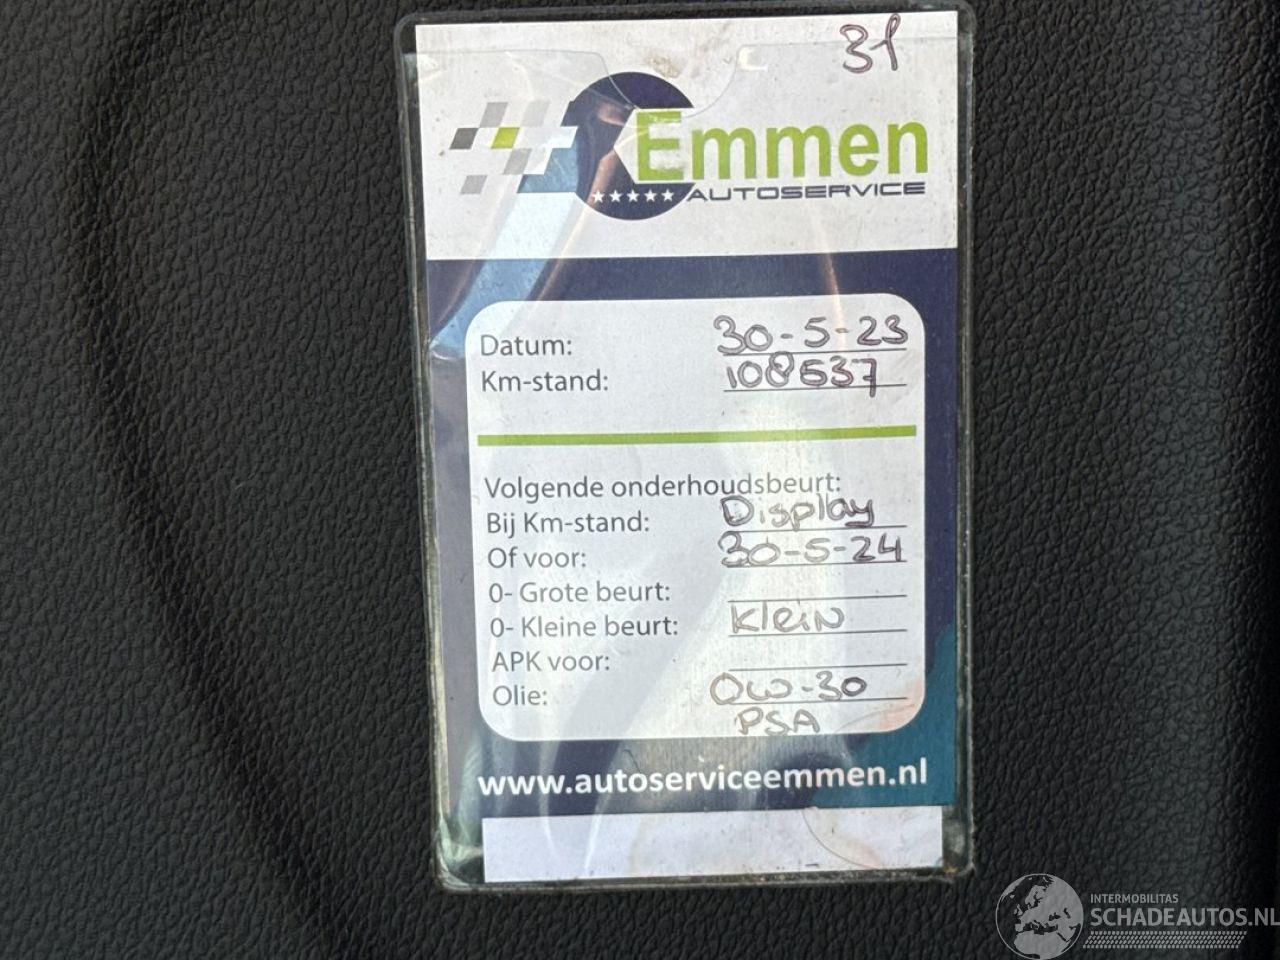 31
Emmen
AUTOSERVICE
Datum: 30-5-23
Km-stand: 108537
Volgende onderhoudsbeurt:
Bij Km-stand: Display
Of voor: 30-5-24
0- Grote beurt:
0- Kleine beurt: Klein
APK voor:
Olie: 0W-30
PSA
www.autoserviceemmen.nl
INTERMOBILITAS
SCHADEAUTOS.NL